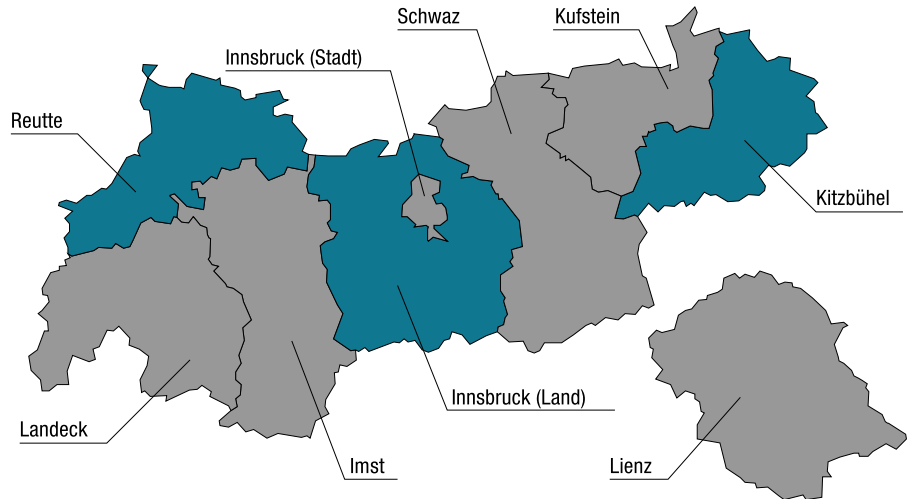 Schwaz
Kufstein
Innsbruck (Stadt)
Reutte
Kitzbühel
Innsbruck (Land)
Landeck
Imst
Lienz